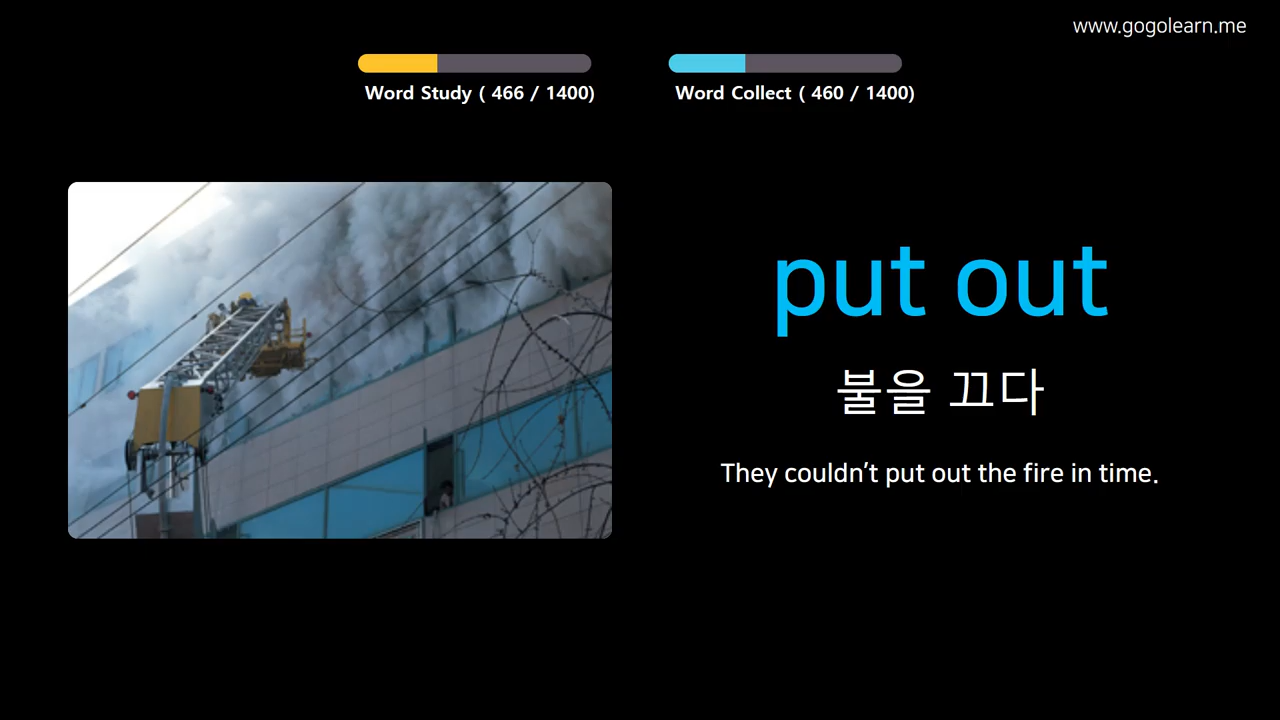 www.gogolearn.me
Word Study ( 466 / 1400)
Word Collect ( 460 / 1400)
put out
불을 끄다
They couldn't put out the fire in time.